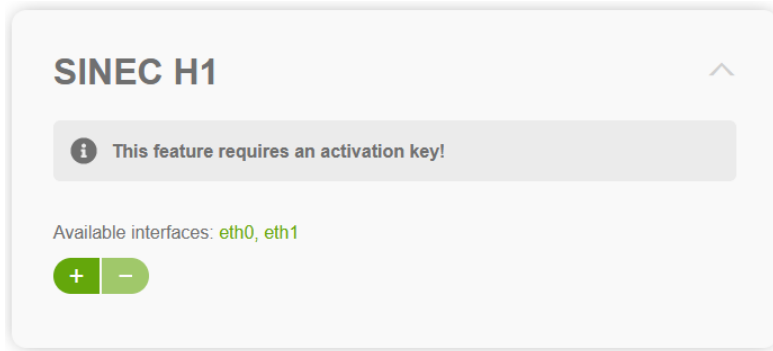 SINEC H1
This feature requires an activation key!
Available interfaces: eth0, eth1
+ −